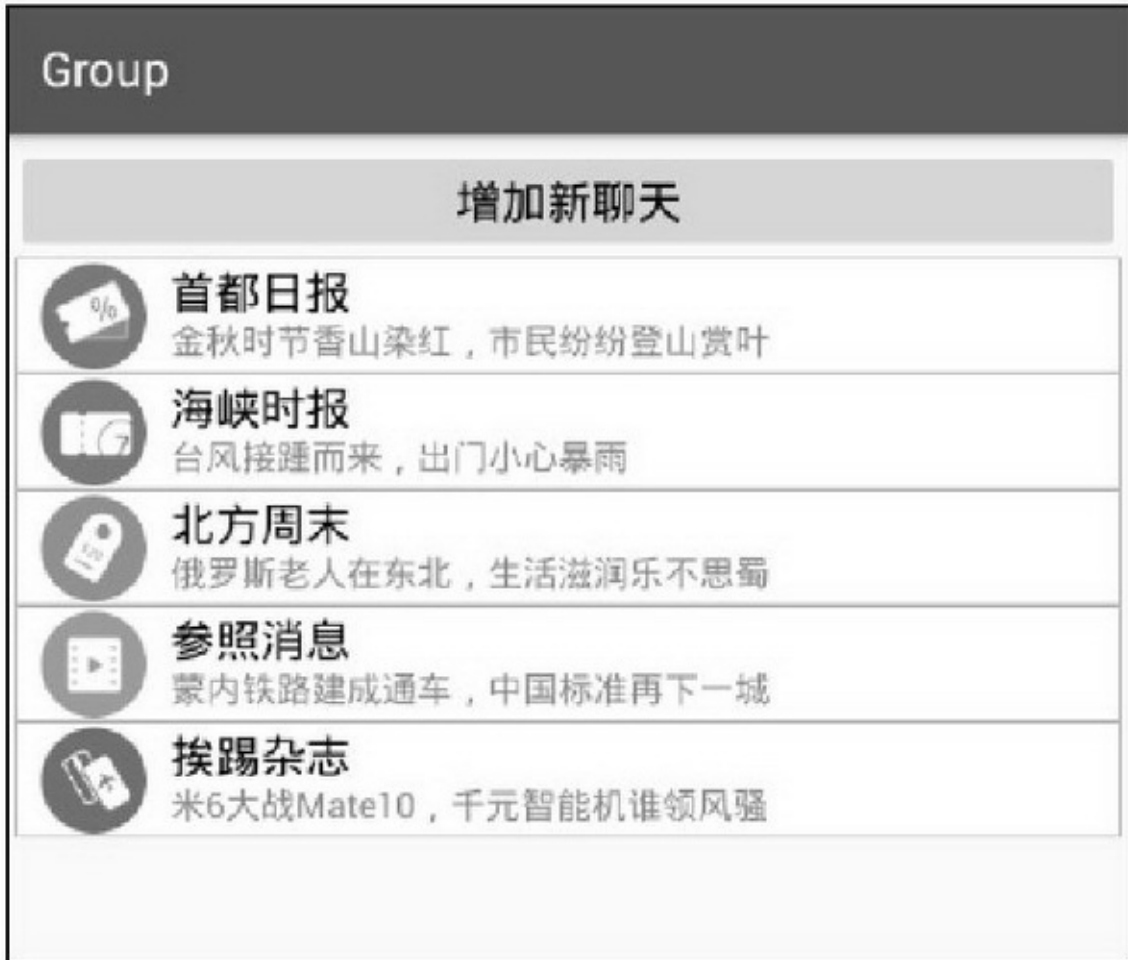 Group
增加新聊天
首都日报
金秋时节香山染红，市民纷纷登山赏叶
海峡时报
台风接踵而来，出门小心暴雨
北方周末
俄罗斯老人在东北，生活滋润乐不思蜀
参照消息
蒙内铁路建成通车，中国标准再下一城
挨踢杂志
米6大战Mate10，千元智能机谁领风骚